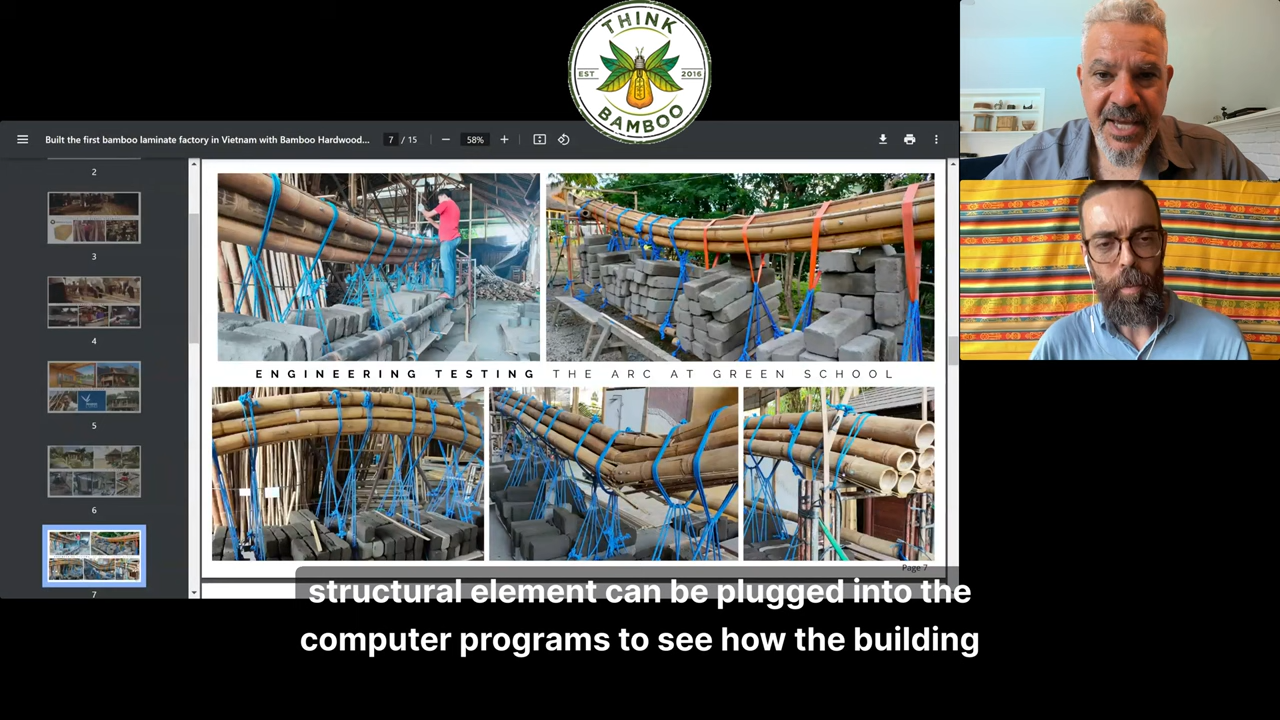 THINK
EST 2016
BAMBOO
Built the first bamboo laminate factory in Vietnam with Bamboo Hardwood... 7 / 15 58%
2
3
4
5
6
7
ENGINEERING TESTING THE ARC AT GREEN SCHOOL
Page 7
structural element can be plugged into the
computer programs to see how the building